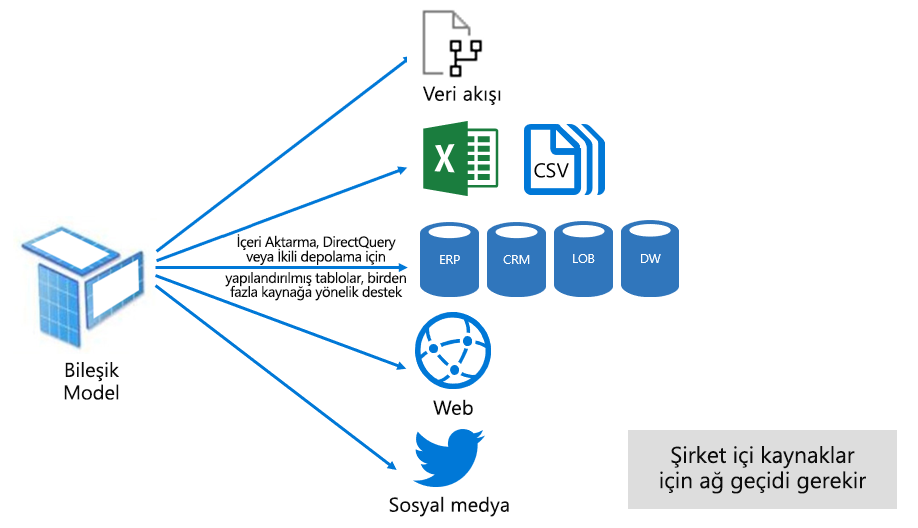 Veri akışı
X
CSV
İçeri Aktarma, DirectQuery
veya İkili depolama için
yapılandırılmış tablolar, birden
fazla kaynağa yönelik destek
ERP
CRM
LOB
DW
Bileşik
Model
Web
Sosyal medya
Şirket içi kaynaklar
için ağ geçidi gerekir